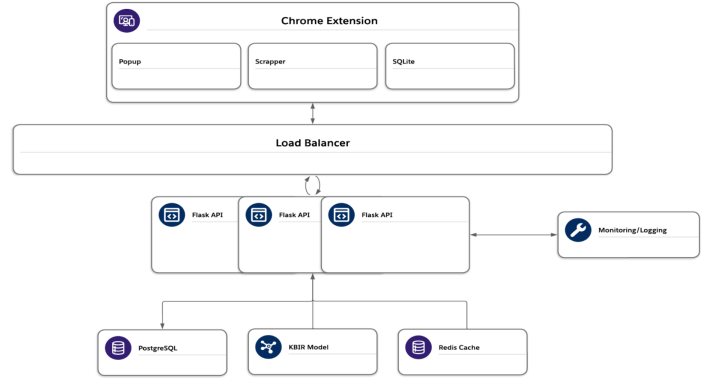 Chrome Extension
Popup
Scrapper
SQLite
Load Balancer
Flask API
Flask API
Flask API
Monitoring/Logging
PostgreSQL
KBIR Model
Redis Cache